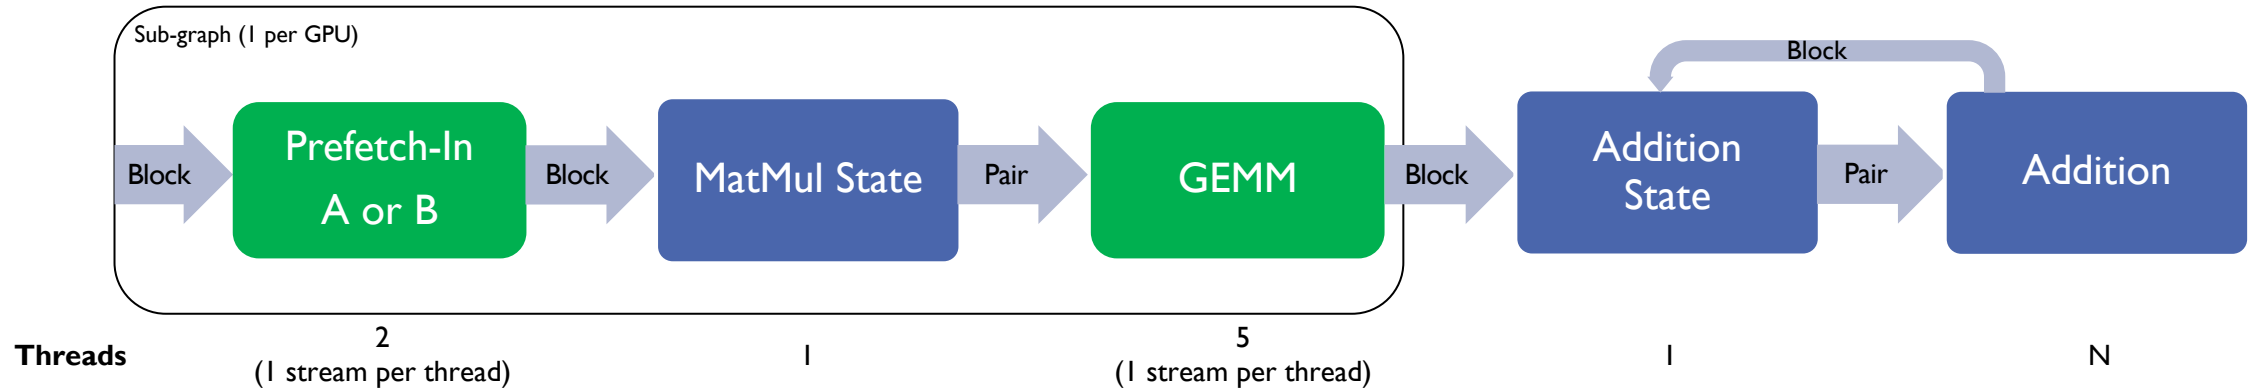 Sub-graph (1 per GPU)
Block
Block
Prefetch-In
A or B
Block
MatMul State
Pair
GEMM
Block
Addition
State
Pair
Addition
Threads
2
(1 stream per thread)
1
5
(1 stream per thread)
1
N